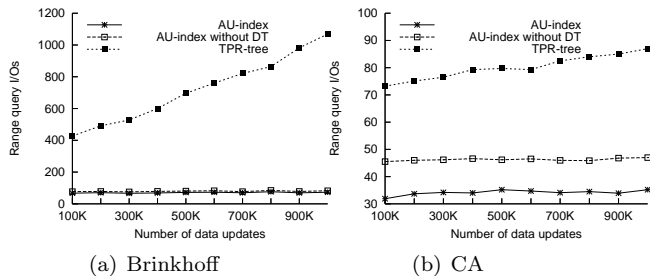 AU-index
AU-index without DT
TPR-tree
Range query I/Os
1200
1000
800
600
400
200
0
100K 300K 500K 700K 900K
Number of data updates
(a) Brinkhoff
AU-index
AU-index without DT
TPR-tree
Range query I/Os
100
90
80
70
60
50
40
30
100K 300K 500K 700K 900K
Number of data updates
(b) CA